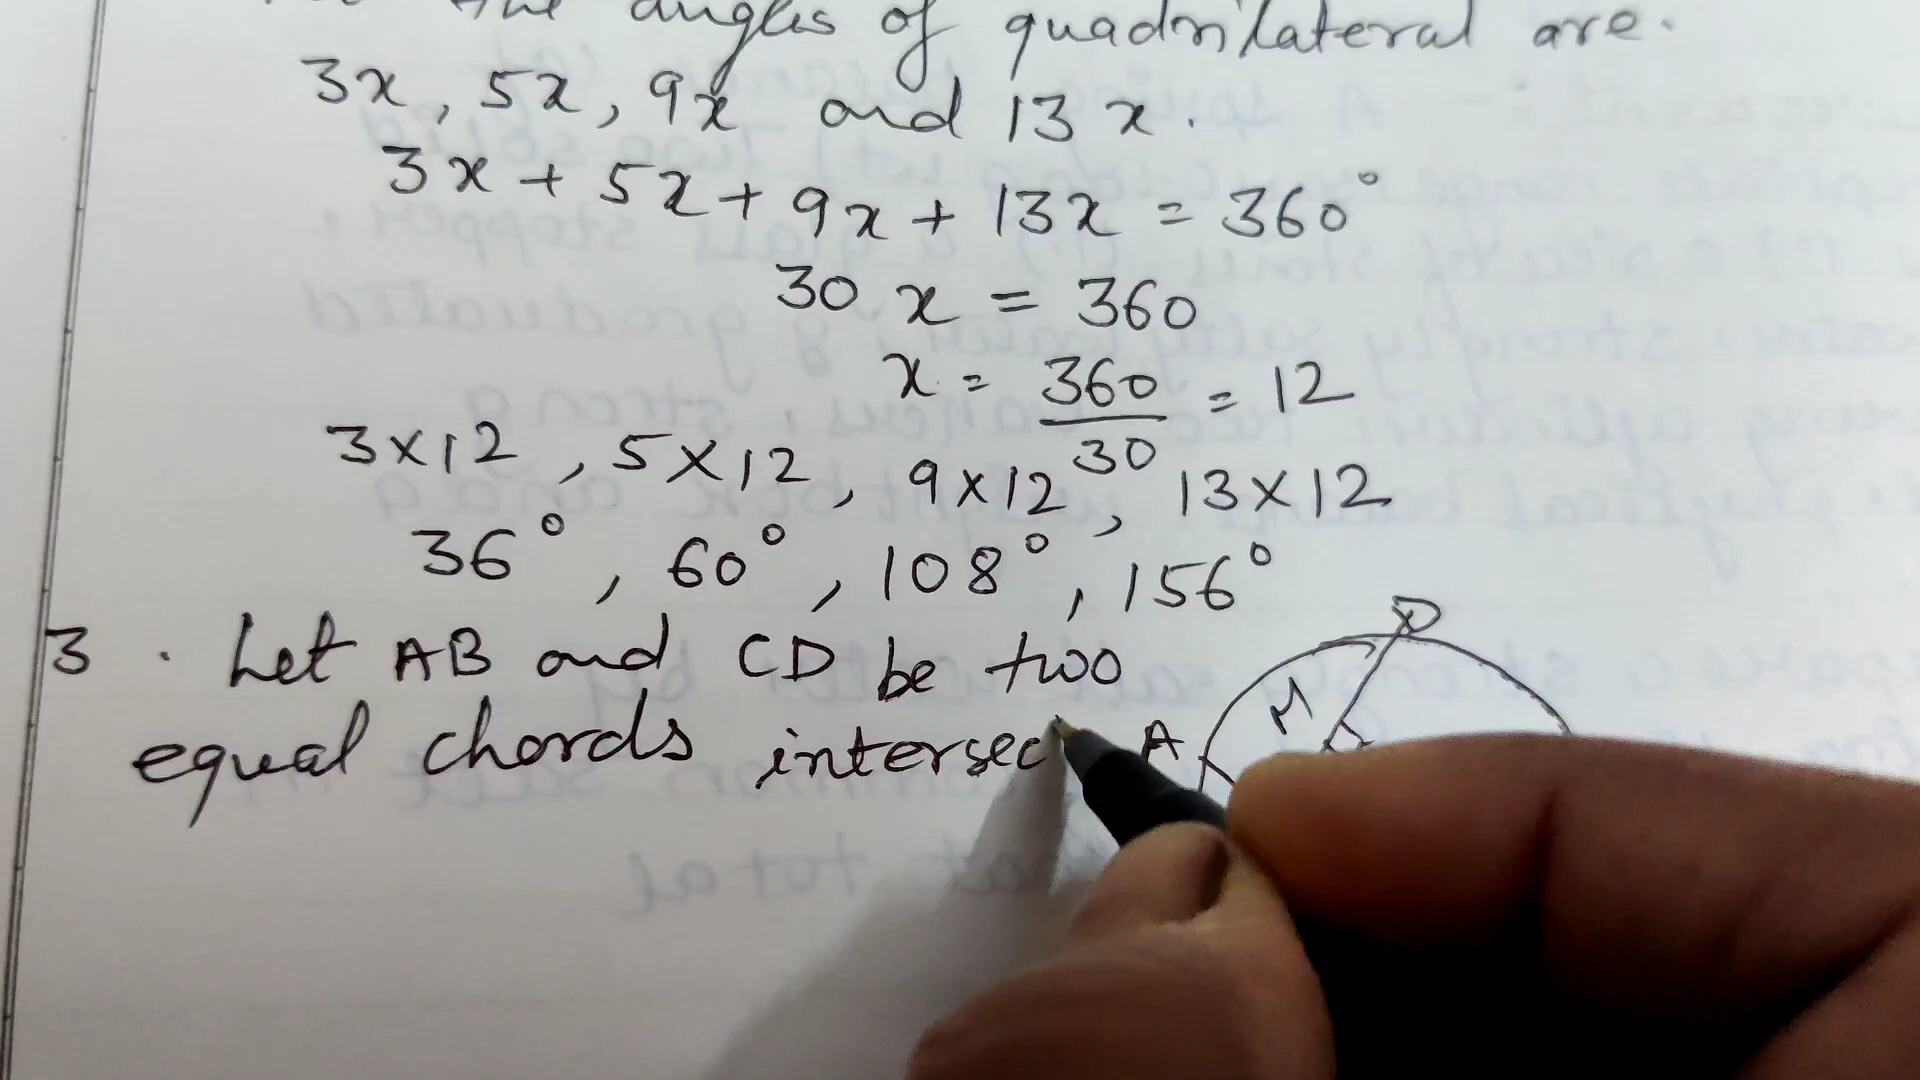 the angles of quadrilateral are.
3x, 5x, 9x and 13x.
3x + 5x + 9x + 13x = 360°
30 x = 360
x = 360/30 = 12
3×12, 5×12, 9×12, 13×12
36°, 60°, 108°, 156°
D
3. Let AB and CD be two
M
equal chords intersec
A